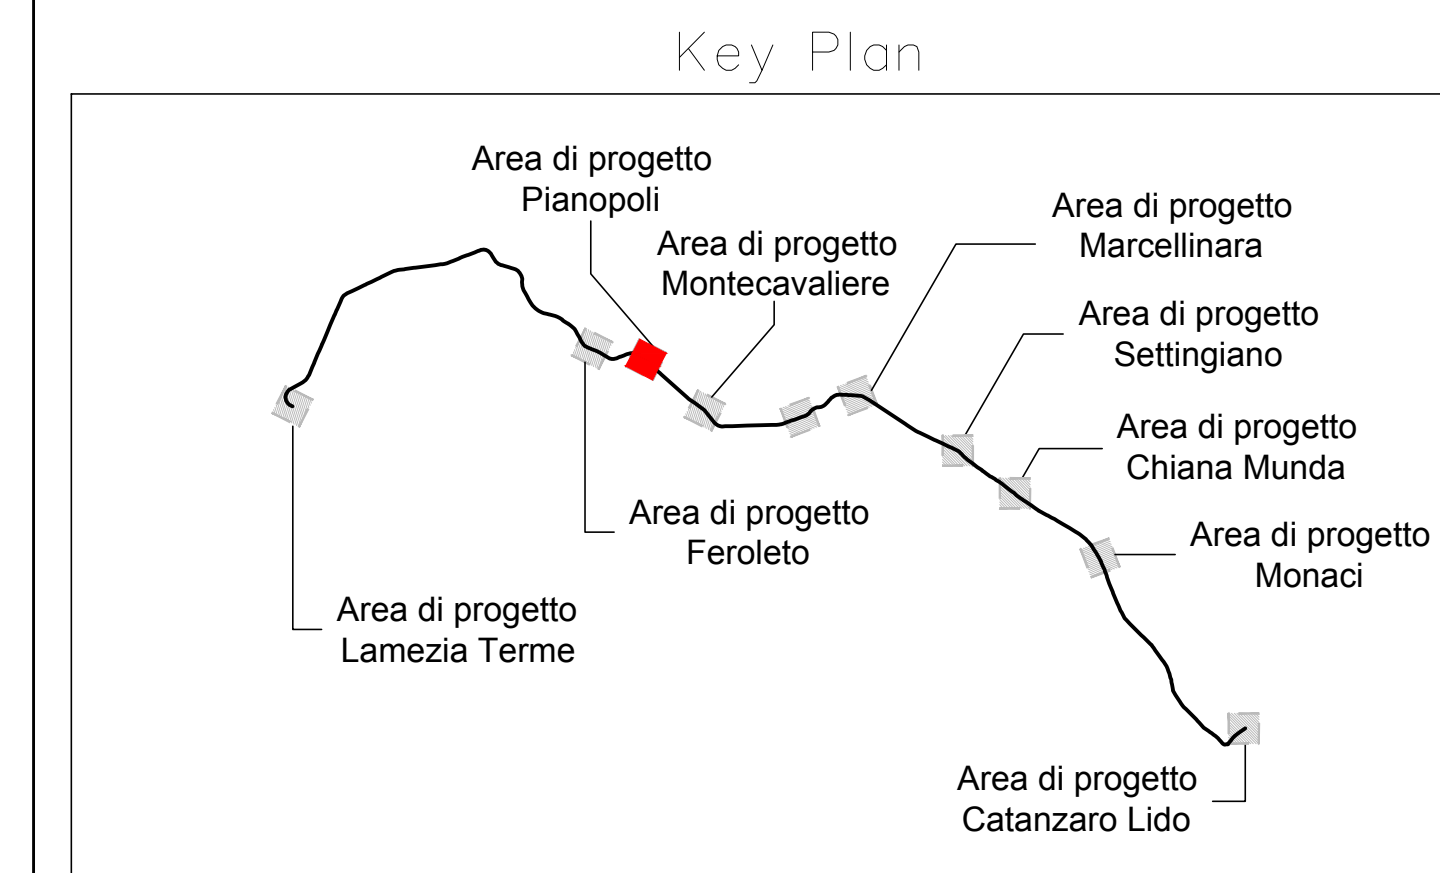 Key Plan
Area di progetto
Pianopoli
Area di progetto
Montecavaliere
Area di progetto
Marcellinara
Area di progetto
Settingiano
Area di progetto
Chiana Munda
Area di progetto
Feroleto
Area di progetto
Monaci
Area di progetto
Lamezia Terme
Area di progetto
Catanzaro Lido